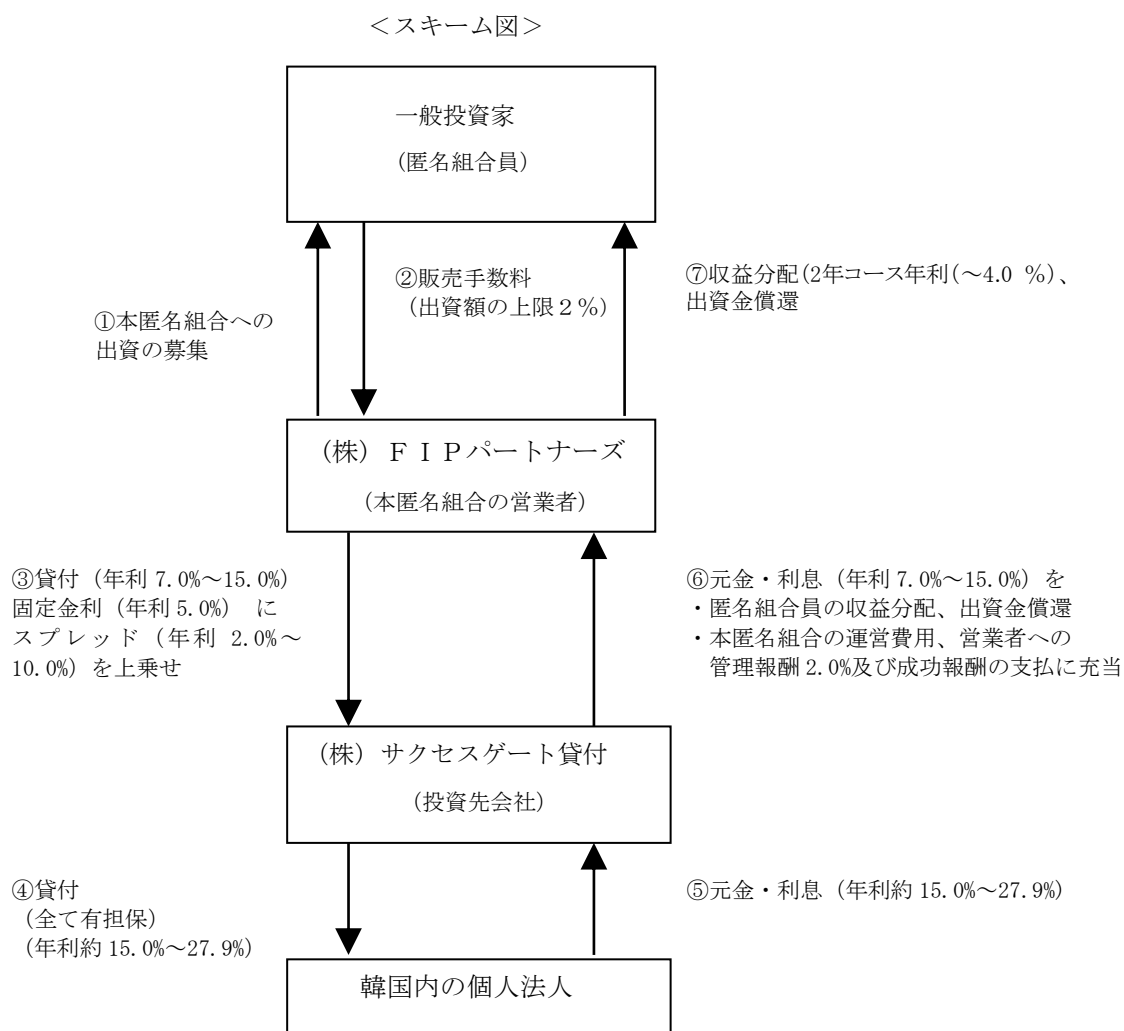 ＜スキーム図＞
一般投資家
(匿名組合員)
②販売手数料
(出資額の上限２％)
⑦収益分配(2年コース年利(～4.0 ％)、
出資金償還
①本匿名組合への
出資の募集
(株) ＦＩＰパートナーズ
(本匿名組合の営業者)
③貸付 (年利 7.0%～15.0%)
固定金利 (年利 5.0%) に
スプレッド (年利 2.0%～
10.0%) を上乗せ
⑥元金・利息 (年利 7.0%～15.0%) を
・匿名組合員の収益分配、出資金償還
・本匿名組合の運営費用、営業者への
管理報酬 2.0%及び成功報酬の支払に充当
(株) サクセスゲート貸付
(投資先会社)
④貸付
(全て有担保)
(年利約 15.0%～27.9%)
⑤元金・利息 (年利約 15.0%～27.9%)
韓国内の個人法人